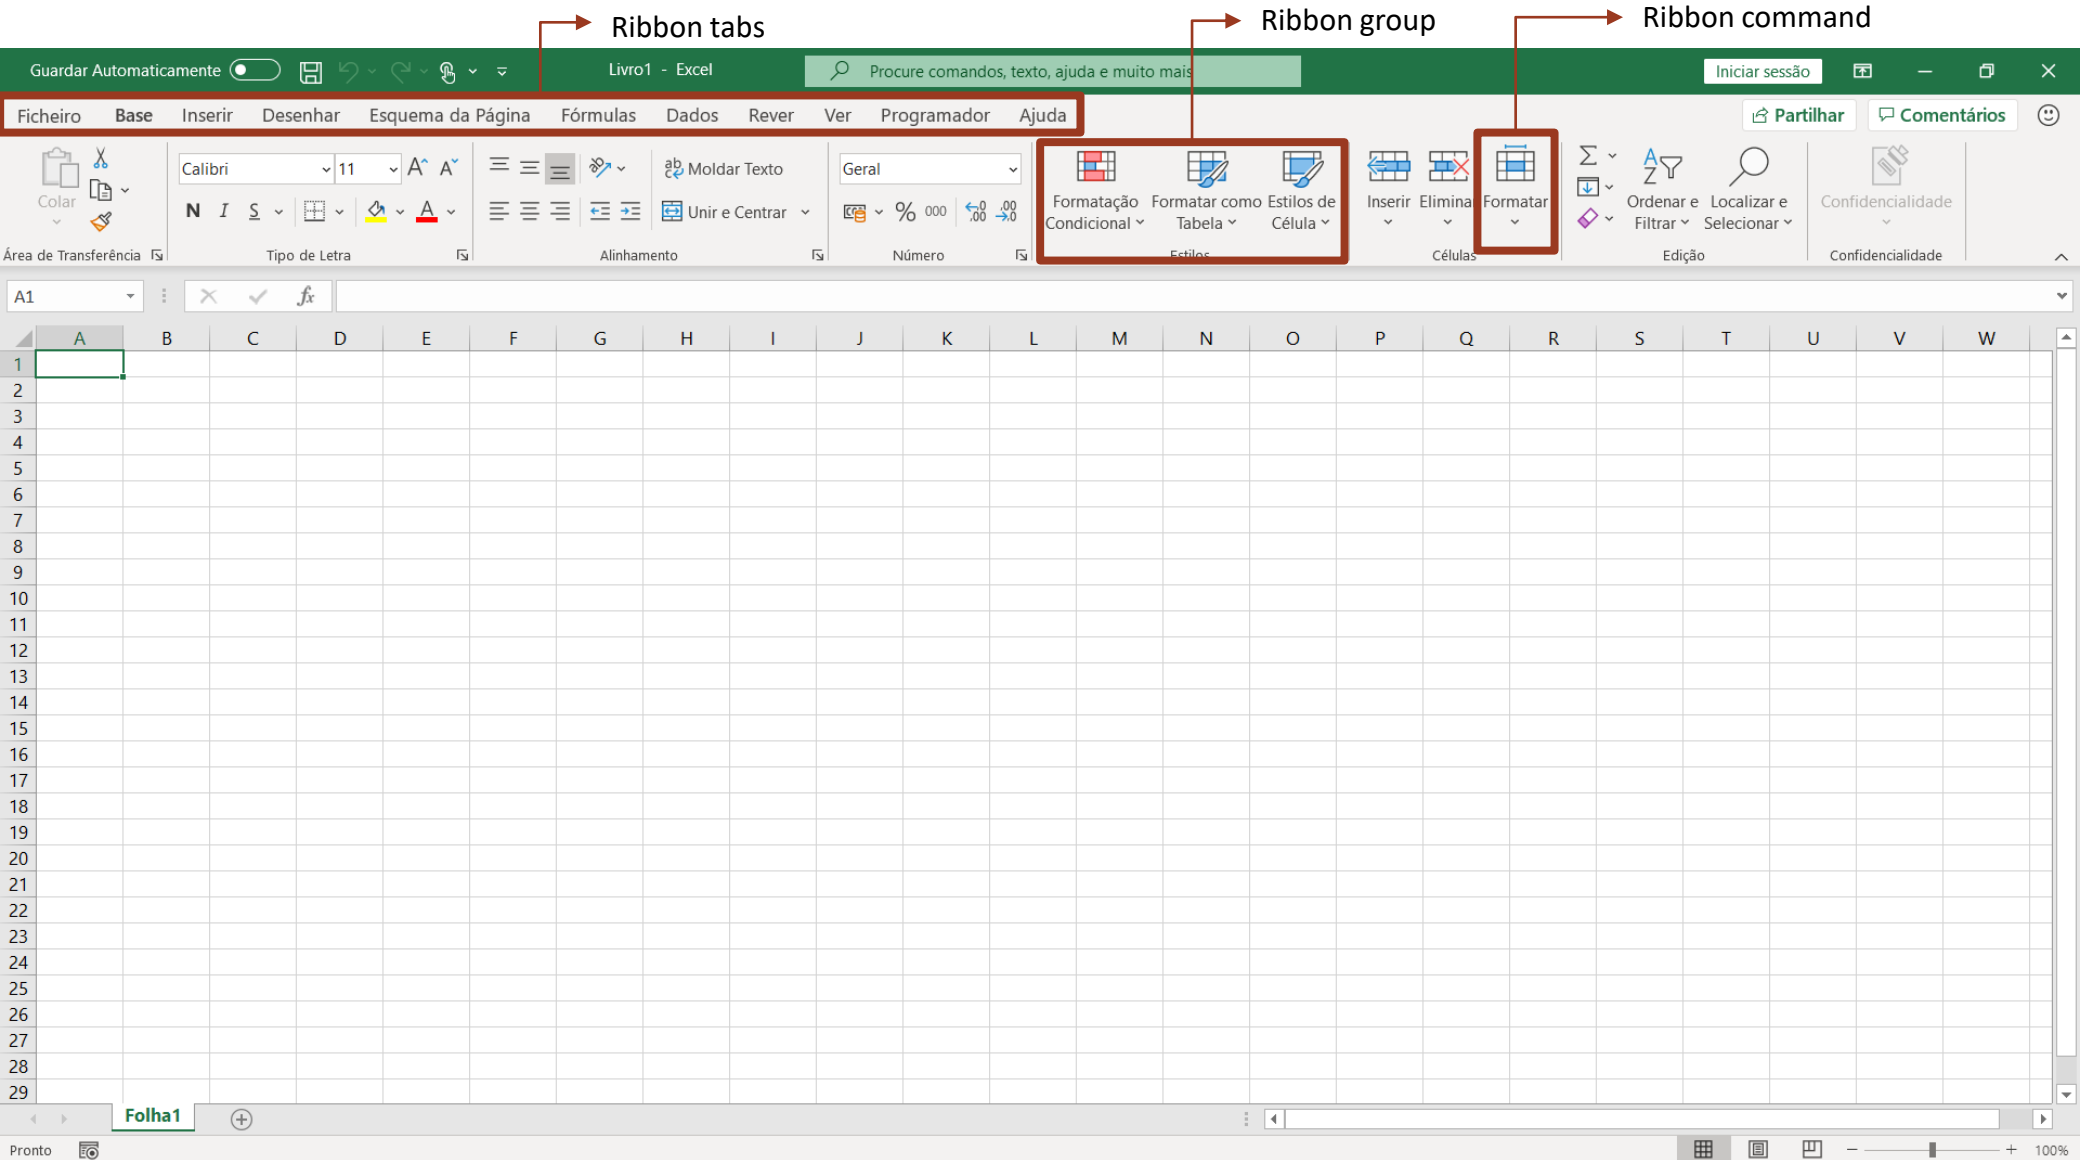 Ribbon tabs
Ribbon group
Ribbon command
Guardar Automaticamente
Livro1 - Excel
Procure comandos, texto, ajuda e muito mais
Iniciar sessão
Ficheiro Base Inserir Desenhar Esquema da Página Fórmulas Dados Rever Ver Programador Ajuda
Partilhar
Comentários
Colar
Calibri
11
A A
ab Moldar Texto
Geral
N I S
A
Unir e Centrar
% 000
Formatação Condicional
Formatar como Tabela
Estilos de Célula
Inserir
Elimina
Formatar
Σ
Ordenar e Filtrar
Localizar e Selecionar
Confidencialidade
Área de Transferência
Tipo de Letra
Alinhamento
Número
Estilos
Células
Edição
Confidencialidade
A1
fx
A B C D E F G H I J K L M N O P Q R S T U V W
1
2
3
4
5
6
7
8
9
10
11
12
13
14
15
16
17
18
19
20
21
22
23
24
25
26
27
28
29
Folha1
Pronto
100%